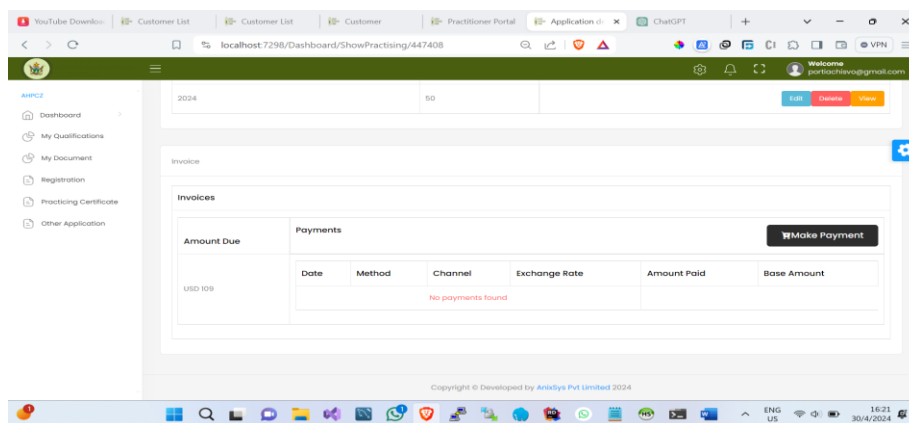 YouTube Downloa
Customer List
Customer List
Customer
Practitioner Portal
Application d
ChatGPT
localhost:7298/Dashboard/ShowPractising/447408
VPN
Welcome
portiachisvo@gmail.com
AHPCZ
Dashboard
My Qualifications
My Document
Registration
Practicing Certificate
Other Application
2024 50 Edit Delete View
Invoice
Invoices
Amount Due Payments Make Payment
Date Method Channel Exchange Rate Amount Paid Base Amount
USD 109
No payments found
Copyright © Developed by AnixSys Pvt Limited 2024
ENG
US
16:21
30/4/2024